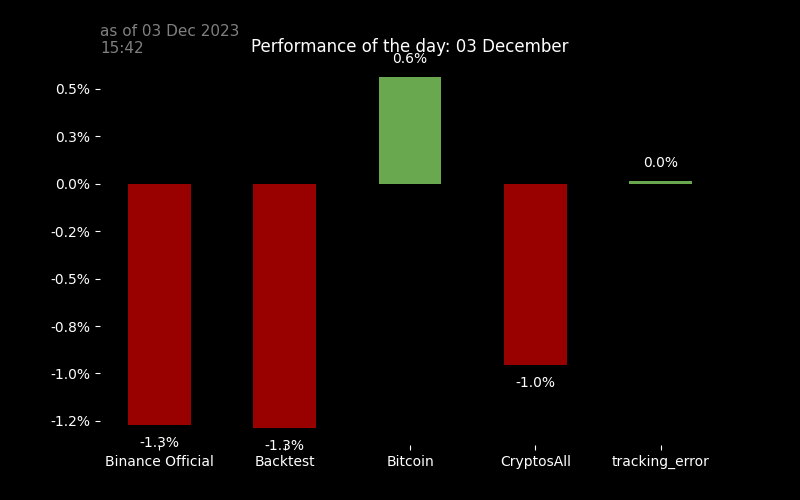 as of 03 Dec 2023
15:42
Performance of the day: 03 December
0.6%
0.5%
0.3%
0.0%
0.0%
-0.2%
-0.5%
-0.8%
-1.0%
-1.0%
-1.2%
-1.3%
-1.3%
Binance Official
Backtest
Bitcoin
CryptosAll
tracking_error